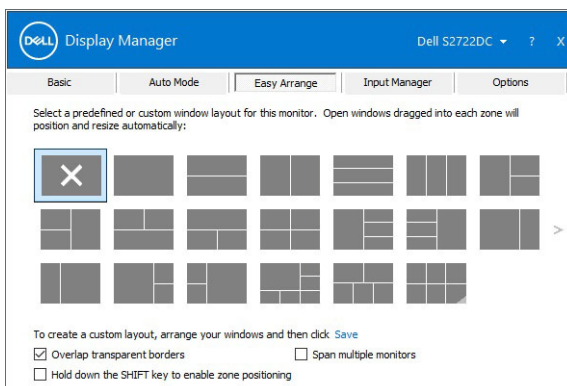 DELL Display Manager Dell S2722DC ? X
Basic Auto Mode Easy Arrange Input Manager Options
Select a predefined or custom window layout for this monitor. Open windows dragged into each zone will
position and resize automatically:
To create a custom layout, arrange your windows and then click Save
Overlap transparent borders Span multiple monitors
Hold down the SHIFT key to enable zone positioning